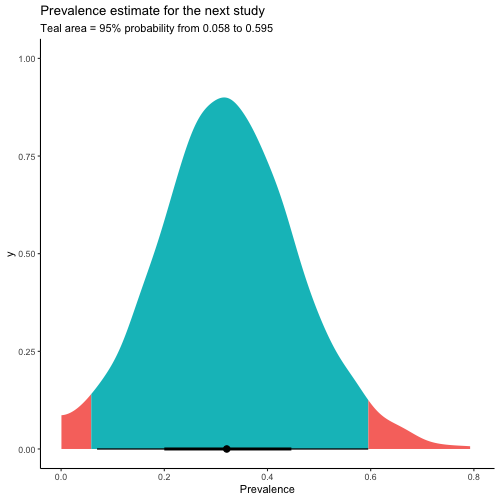 Prevalence estimate for the next study
Teal area = 95% probability from 0.058 to 0.595
1.00
0.75
y
0.50
0.25
0.00
0.0 0.2 0.4 0.6 0.8
Prevalence